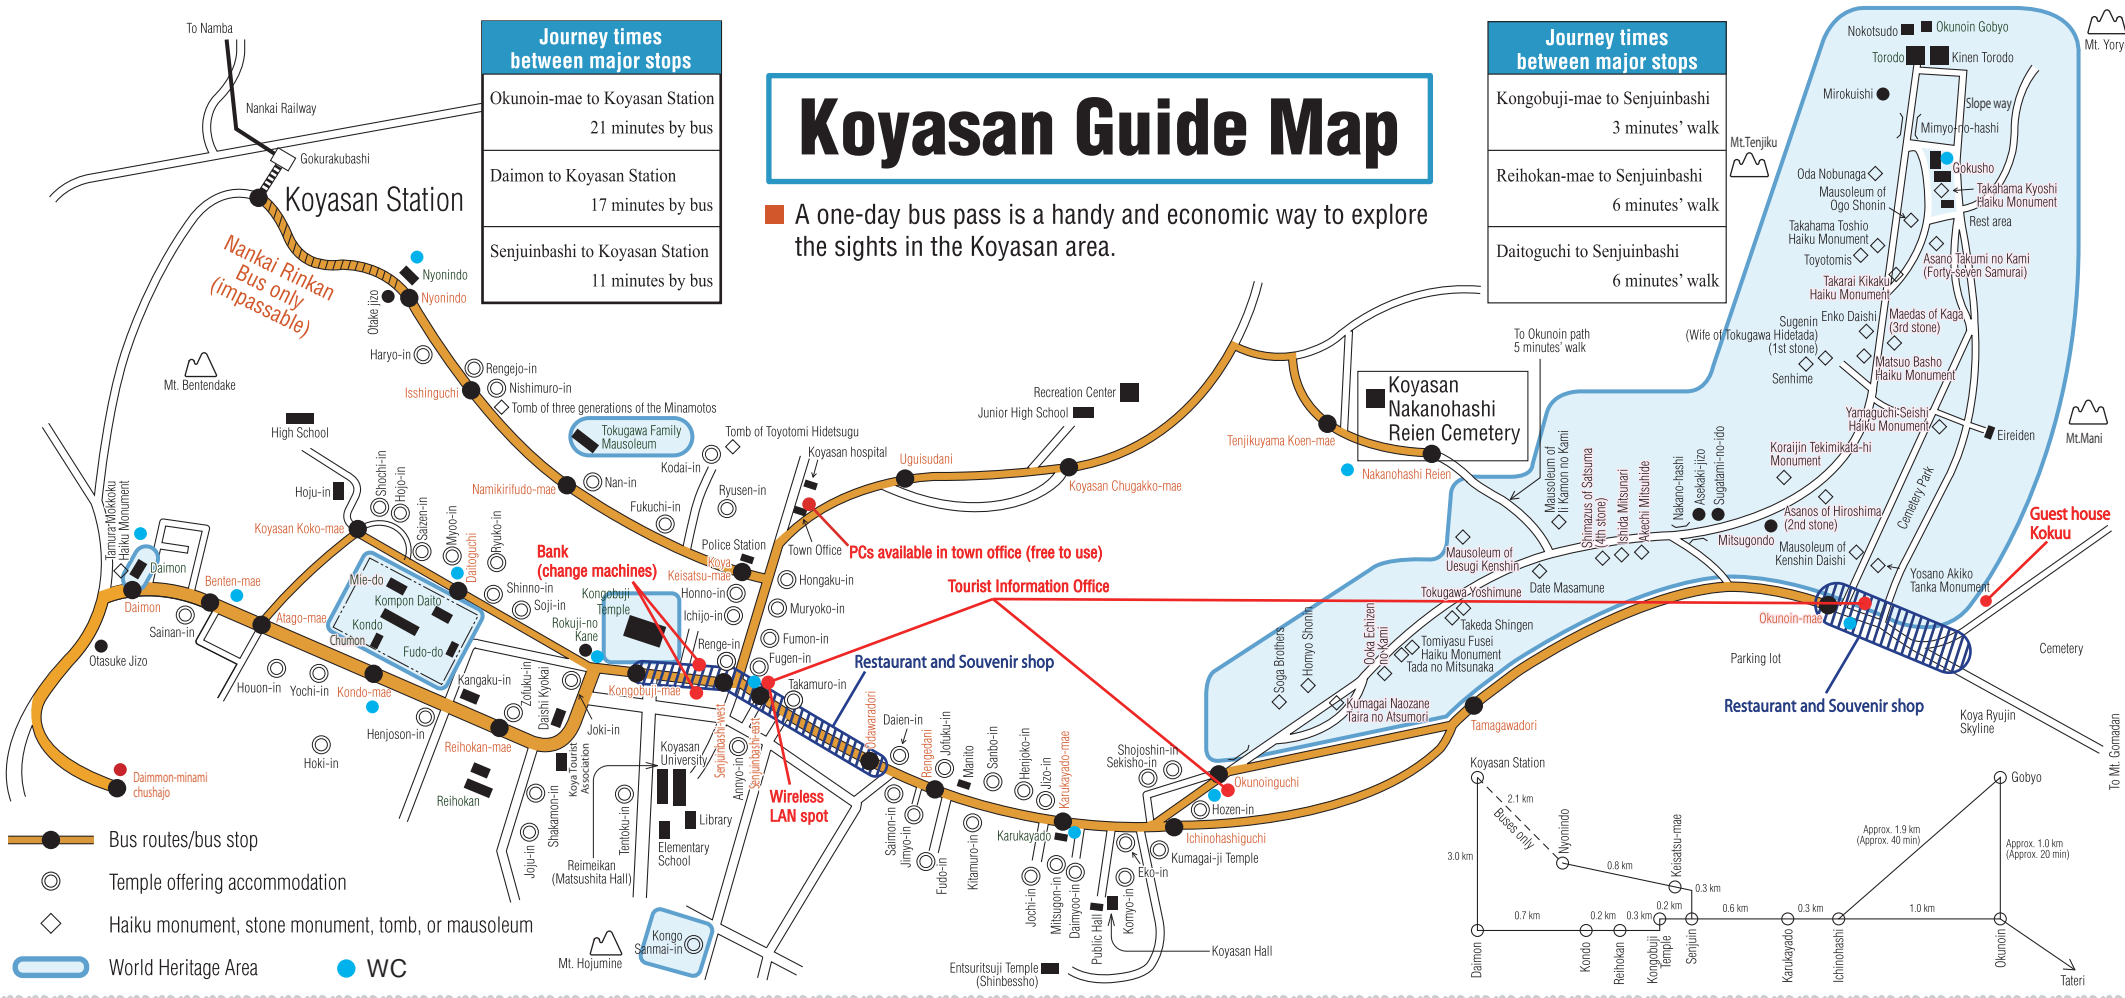 Koyasan Guide Map
A one-day bus pass is a handy and economic way to explore
the sights in the Koyasan area.
Journey times
between major stops
Okunoin-mae to Koyasan Station
21 minutes by bus
Daimon to Koyasan Station
17 minutes by bus
Senjuinbashi to Koyasan Station
11 minutes by bus
Journey times
between major stops
Kongobuji-mae to Senjuinbashi
3 minutes' walk
Reihokan-mae to Senjuinbashi
6 minutes' walk
Daitoguchi to Senjuinbashi
6 minutes' walk
To Namba
Nankai Railway
Gokurakubashi
Koyasan Station
Nankai Rinkan
Bus only
(impassable)
Nyonindo
Nyonindo
Otake jizo
Haryo-in
Rengejo-in
Isshinguchi
Nishimuro-in
Tomb of three generations of the Minamotos
Tokugawa Family
Mausoleum
Mt. Bentendake
High School
Tomb of Toyotomi Hidetsugu
Koyasan hospital
Kodai-in
Nan-in
Namikirifudo-mae
Ryusen-in
Fukuchi-in
Police Station
Town Office
Koya
Keisatsu-mae
PCs available in town office (free to use)
Uguisudani
Recreation Center
Junior High School
Koyasan Chugakko-mae
Tenjikuyama Koen-mae
Koyasan
Nakanohashi
Reien Cemetery
Nakanohashi Reien
To Okunoin path
5 minutes' walk
Hoju-in
Shochi-in
Hojo-in
Saizen-in
Myoo-in
Ryuko-in
Daitoguchi
Koyasan Koko-mae
Tamura-Mokkoku
Haiku Monument
Daimon
Daimon
Benten-mae
Sainan-in
Atago-mae
Otasuke Jizo
Mie-do
Kompon Daito
Kondo
Chumon
Fudo-do
Shinno-in
Soji-in
Rokuji-no
Kane
Bank
(change machines)
Kongobuji
Temple
Hongaku-in
Honno-in
Ichijo-in
Muryoko-in
Renge-in
Fumon-in
Fugen-in
Takamuro-in
Tourist Information Office
Restaurant and Souvenir shop
Kongobuji-mae
Senjuinbashi-west
Senjuinbashi-east
Annyo-in
Wireless
LAN spot
Odawaradori
Houon-in
Yochi-in
Kondo-mae
Henjoson-in
Hoki-in
Kangaku-in
Zofuku-in
Daishi Kyokai
Reihokan-mae
Reihokan
Joki-in
Koya Tourist
Association
Koyasan
University
Library
Elementary
School
Shakamon-in
Joju-in
Tentoku-in
Reimeikan
(Matsushita Hall)
Daimmon-minami
chushajo
Daien-in
Rengedani
Jofuku-in
Manito
Sanbo-in
Henjoko-in
Jizo-in
Karukayado-mae
Saimon-in
Jimyo-in
Fudo-in
Kitamuro-in
Karukayado
Jochi-in
Mitsugon-in
Daimyoo-in
Public Hall
Komyo-in
Eko-in
Kumagai-ji Temple
Shojoshin-in
Sekisho-in
Hozen-in
Okunoinguchi
Ichinohashiguchi
Koyasan Hall
Entsuritsuji Temple
(Shinbessho)
Kongo
Sanmai-in
Mt. Hojumine
Tamagawadori
Soga Brothers
Homyo Shonin
Ooka Echizen
no Kami
Kumagai Naozane
Taira no Atsumori
Tokugawa Yoshimune
Takeda Shingen
Tomiyasu Fusei
Haiku Monument
Tada no Mitsunaka
Mausoleum of
Uesugi Kenshin
Date Masamune
Mausoleum of
Ii Kamon no Kami
Shimazus of Satsuma
(4th stone)
Ishida Mitsunari
Akechi Mitsuhide
Nakano-hashi
Asekaki-jizo
Sugatami-no-ido
Mitsugondo
Koraijin Tekimikata-hi
Monument
Asanos of Hiroshima
(2nd stone)
Mausoleum of
Kenshin Daishi
Yosano Akiko
Tanka Monument
Cemetery Park
Eireiden
Yamaguchi-Seishi
Haiku Monument
Matsuo Basho
Haiku Monument
Maedas of Kaga
(3rd stone)
Enko Daishi
Sugenin
(Wife of Tokugawa Hidetada)
(1st stone)
Senhime
Takarai Kikaku
Haiku Monument
Asano Takumi no Kami
(Forty-seven Samurai)
Toyotomis
Takahama Toshio
Haiku Monument
Mausoleum of
Ogo Shonin
Oda Nobunaga
Rest area
Takahama Kyoshi
Haiku Monument
Gokusho
Mimyo-no-hashi
Slope way
Mirokuishi
Torodo
Kinen Torodo
Nokotsudo
Okunoin Gobyo
Mt.Tenjiku
Mt. Yory
Mt.Mani
Guest house
Kokuu
Okunoin-mae
Parking lot
Cemetery
Restaurant and Souvenir shop
Koya Ryujin
Skyline
To Mt. Gomadan
Bus routes/bus stop
Temple offering accommodation
Haiku monument, stone monument, tomb, or mausoleum
World Heritage Area
WC
Koyasan Station
2.1 km
Buses only
3.0 km
Nyonindo
0.8 km
Keisatsu-mae
0.3 km
0.7 km
0.2 km
0.3 km
0.2 km
0.6 km
0.3 km
1.0 km
Approx. 1.9 km
(Approx. 40 min)
Approx. 1.0 km
(Approx. 20 min)
Gobyo
Daimon
Kondo
Reihokan
Kongobuji
Temple
Senjuin
Karukayado
Ichinohashi
Okunoin
Tateri